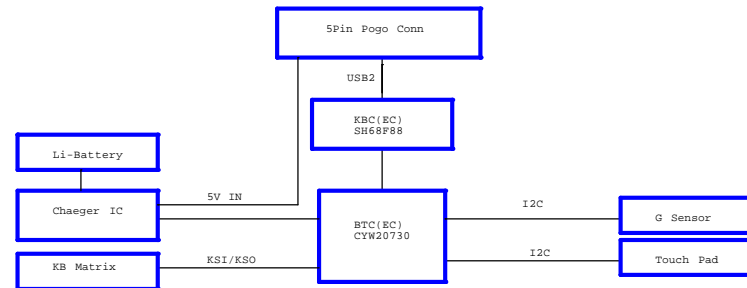 5Pin Pogo Conn
USB2
KBC(EC)
SH68F88
Li-Battery
5V IN
Chaeger IC
BTC(EC)
CYW20730
I2C
G Sensor
KB Matrix
KSI/KSO
I2C
Touch Pad